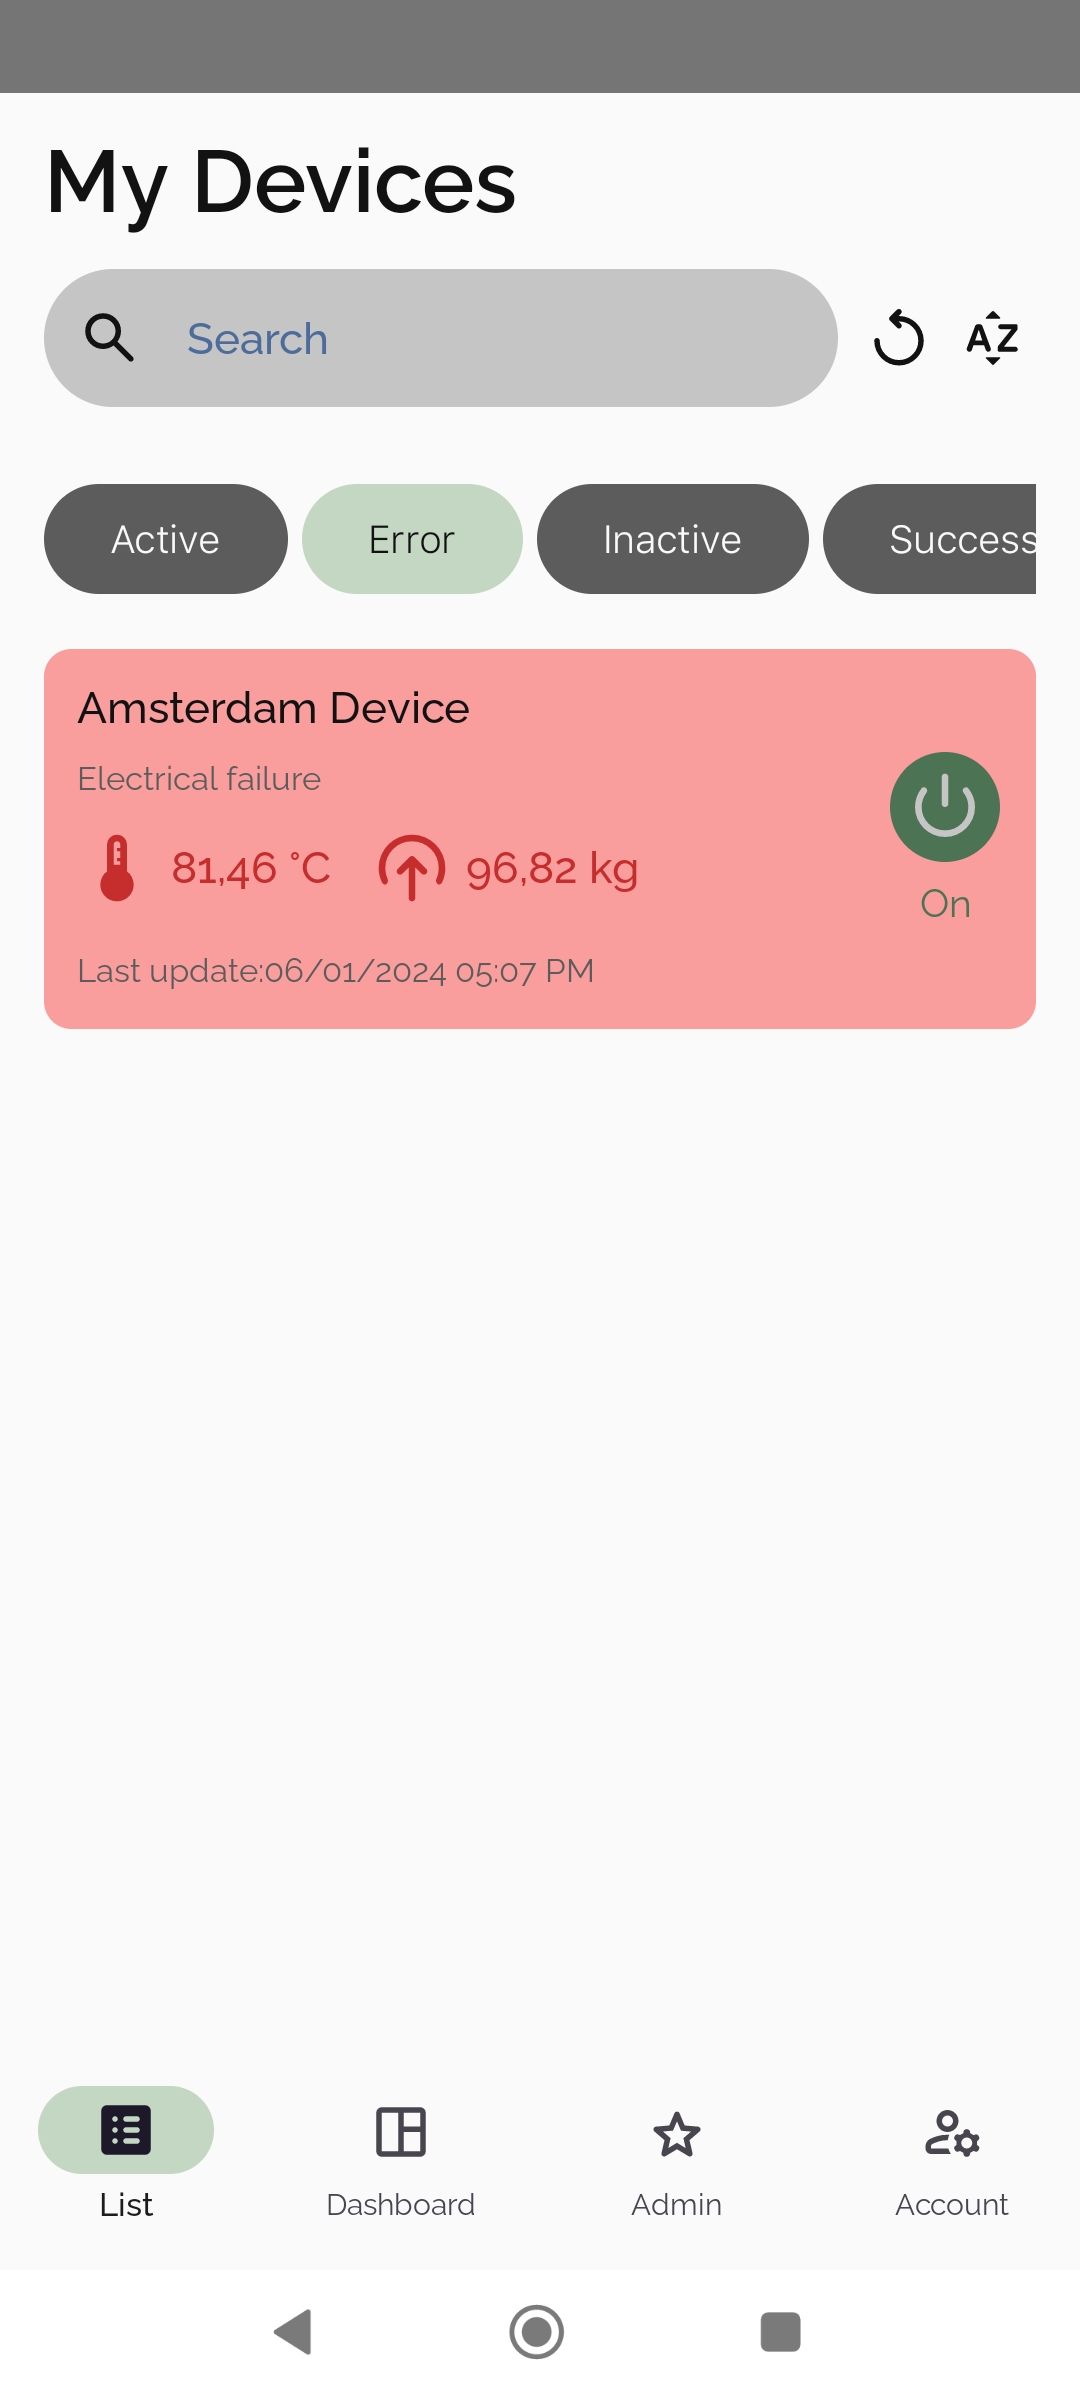 My Devices
Search
AZ
Active Error Inactive Success
Amsterdam Device
Electrical failure
81,46 °C 96,82 kg
On
Last update:06/01/2024 05:07 PM
List Dashboard Admin Account